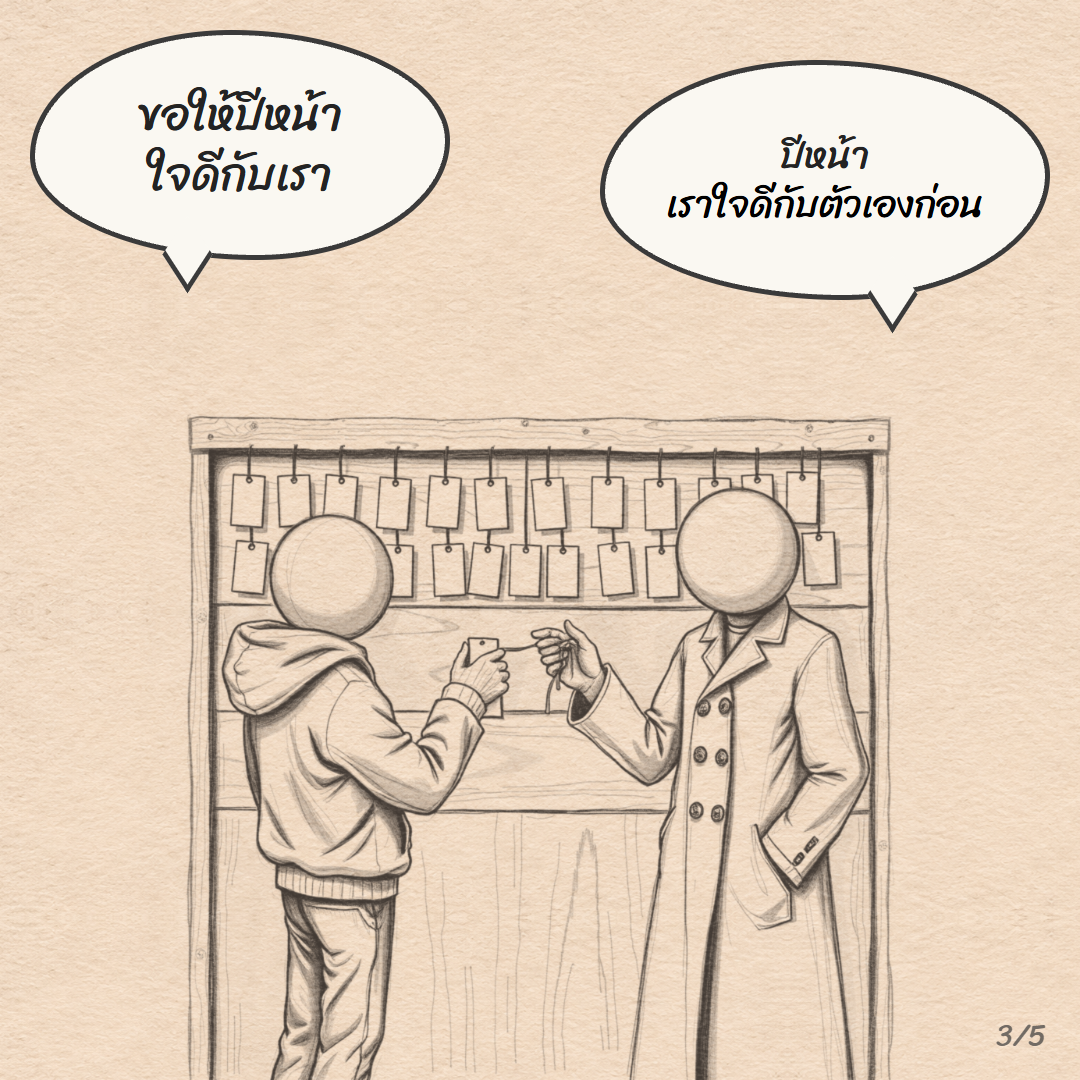 ขอให้ปีหน้า
ใจดีกับเรา
ปีหน้า
เราใจดีกับตัวเองก่อน
3/5